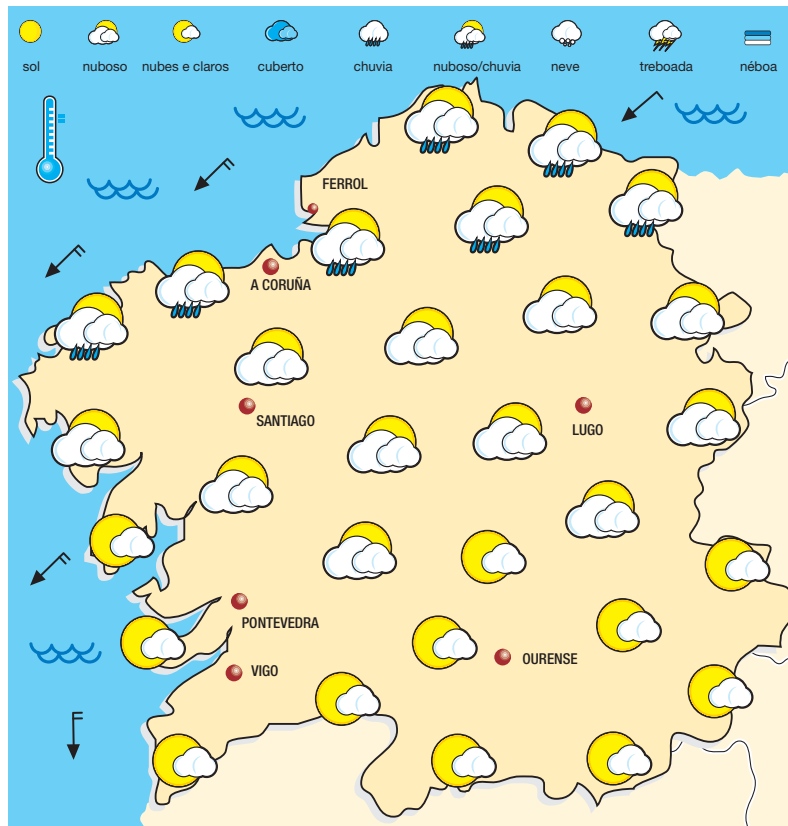 sol nuboso nubes e claros cuberto chuvia nuboso/chuvia neve treboada néboa
FERROL
A CORUÑA
SANTIAGO
LUGO
PONTEVEDRA
OURENSE
VIGO